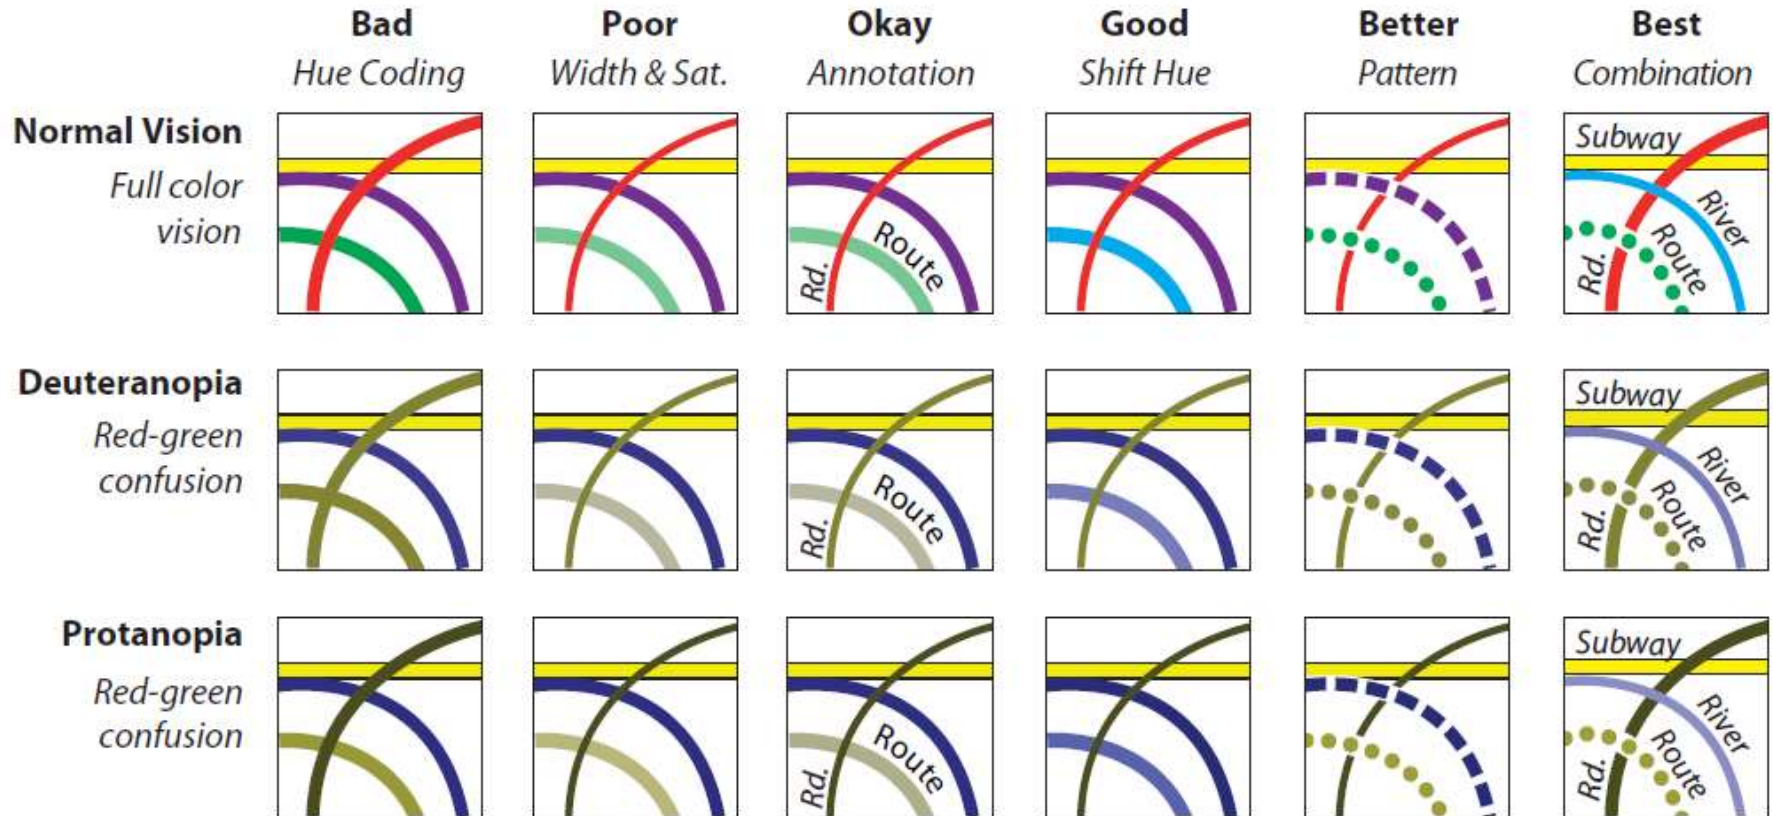 Bad Poor Okay Good Better Best
Hue Coding Width & Sat. Annotation Shift Hue Pattern Combination
Normal Vision
Full color
vision
Rd.
Route
Subway
River
Route
Rd.
Deuteranopia
Red-green
confusion
Rd.
Route
Subway
River
Route
Rd.
Protanopia
Red-green
confusion
Rd.
Route
Subway
River
Route
Rd.